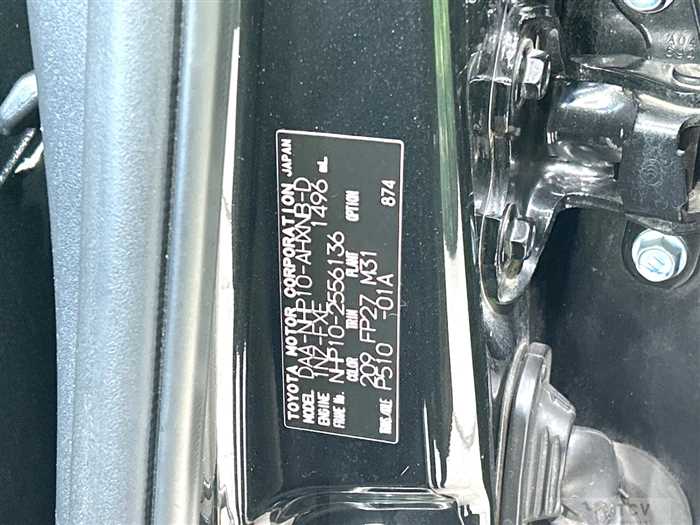 TOYOTA MOTOR CORPORATION JAPAN
MODEL DAA-NHP10-AHXNB-D
ENGINE 1NZ-FXE 1496 mL
FRAME No. NHP10-2556136
COLOR TRIM PLANT OPTION
209 FP27 M31 874
TRANS./AXLE P510 -01A
TCV